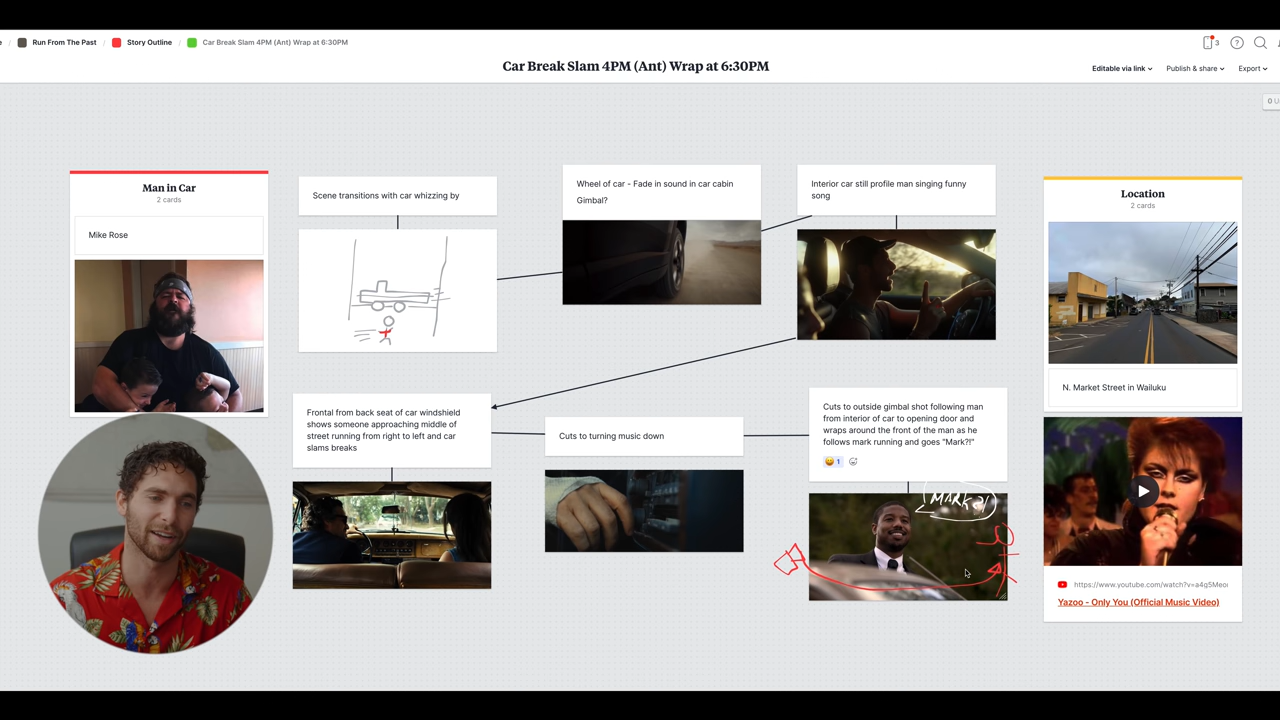 e / Run From The Past / Story Outline / Car Break Slam 4PM (Ant) Wrap at 6:30PM
3
Car Break Slam 4PM (Ant) Wrap at 6:30PM
Editable via link
Publish & share
Export
0 U
Man in Car
2 cards
Mike Rose
Scene transitions with car whizzing by
Wheel of car - Fade in sound in car cabin
Gimbal?
Interior car still profile man singing funny
song
Location
2 cards
N. Market Street in Wailuku
Frontal from back seat of car windshield
shows someone approaching middle of
street running from right to left and car
slams breaks
Cuts to turning music down
Cuts to outside gimbal shot following man
from interior of car to opening door and
wraps around the front of the man as he
follows mark running and goes "Mark?!"
1
MARK?!
https://www.youtube.com/watch?v=a4g5Meo
Yazoo - Only You (Official Music Video)